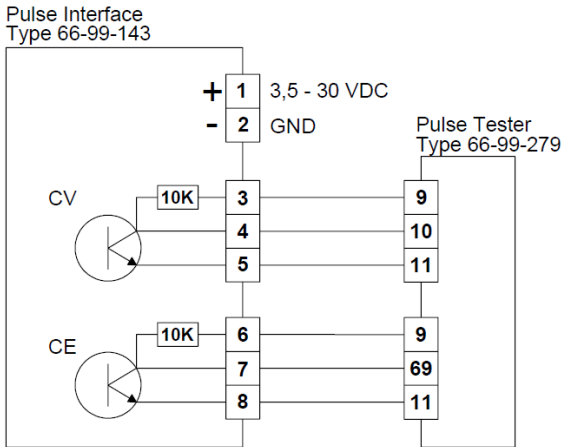 Pulse Interface
Type 66-99-143
+ 1 3,5 - 30 VDC
- 2 GND
Pulse Tester
Type 66-99-279
CV 10K 3 9
4 10
5 11
CE 10K 6 9
7 69
8 11